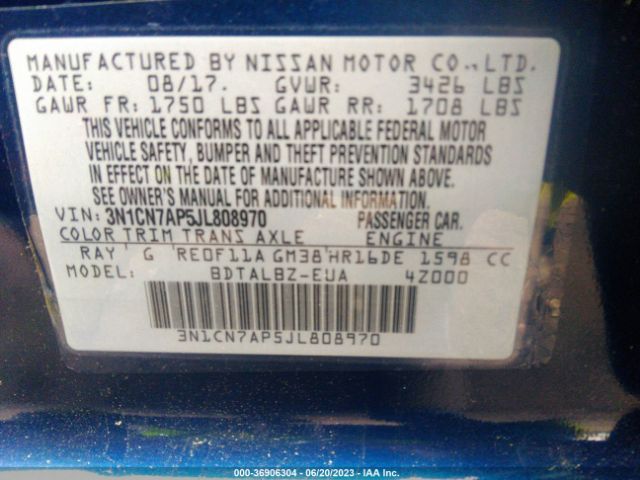 MANUFACTURED BY NISSAN MOTOR CO., LTD.
DATE: 08/17. GVWR: 3426 LBS
GAWR FR: 1750 LBS GAWR RR: 1708 LBS
THIS VEHICLE CONFORMS TO ALL APPLICABLE FEDERAL MOTOR
VEHICLE SAFETY, BUMPER AND THEFT PREVENTION STANDARDS
IN EFFECT ON THE DATE OF MANUFACTURE SHOWN ABOVE.
SEE OWNER'S MANUAL FOR ADDITIONAL INFORMATION.
VIN: 3N1CN7AP5JL808970 PASSENGER CAR.
COLOR TRIM TRANS AXLE ENGINE
RAY G RE0F11A GM38 HR16DE 1598 CC
MODEL: BDTALBZ-EUA 4Z000
3N1CN7AP5JL808970
000-36906304 - 06/20/2023 - IAA Inc.